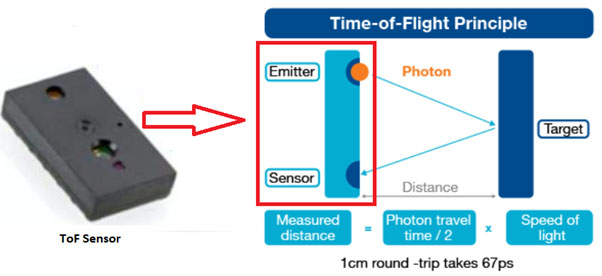 Time-of-Flight Principle
Emitter
Photon
Target
Sensor
Distance
Measured
distance
=
Photon travel
time / 2
x
Speed of
light
1cm round -trip takes 67ps
ToF Sensor